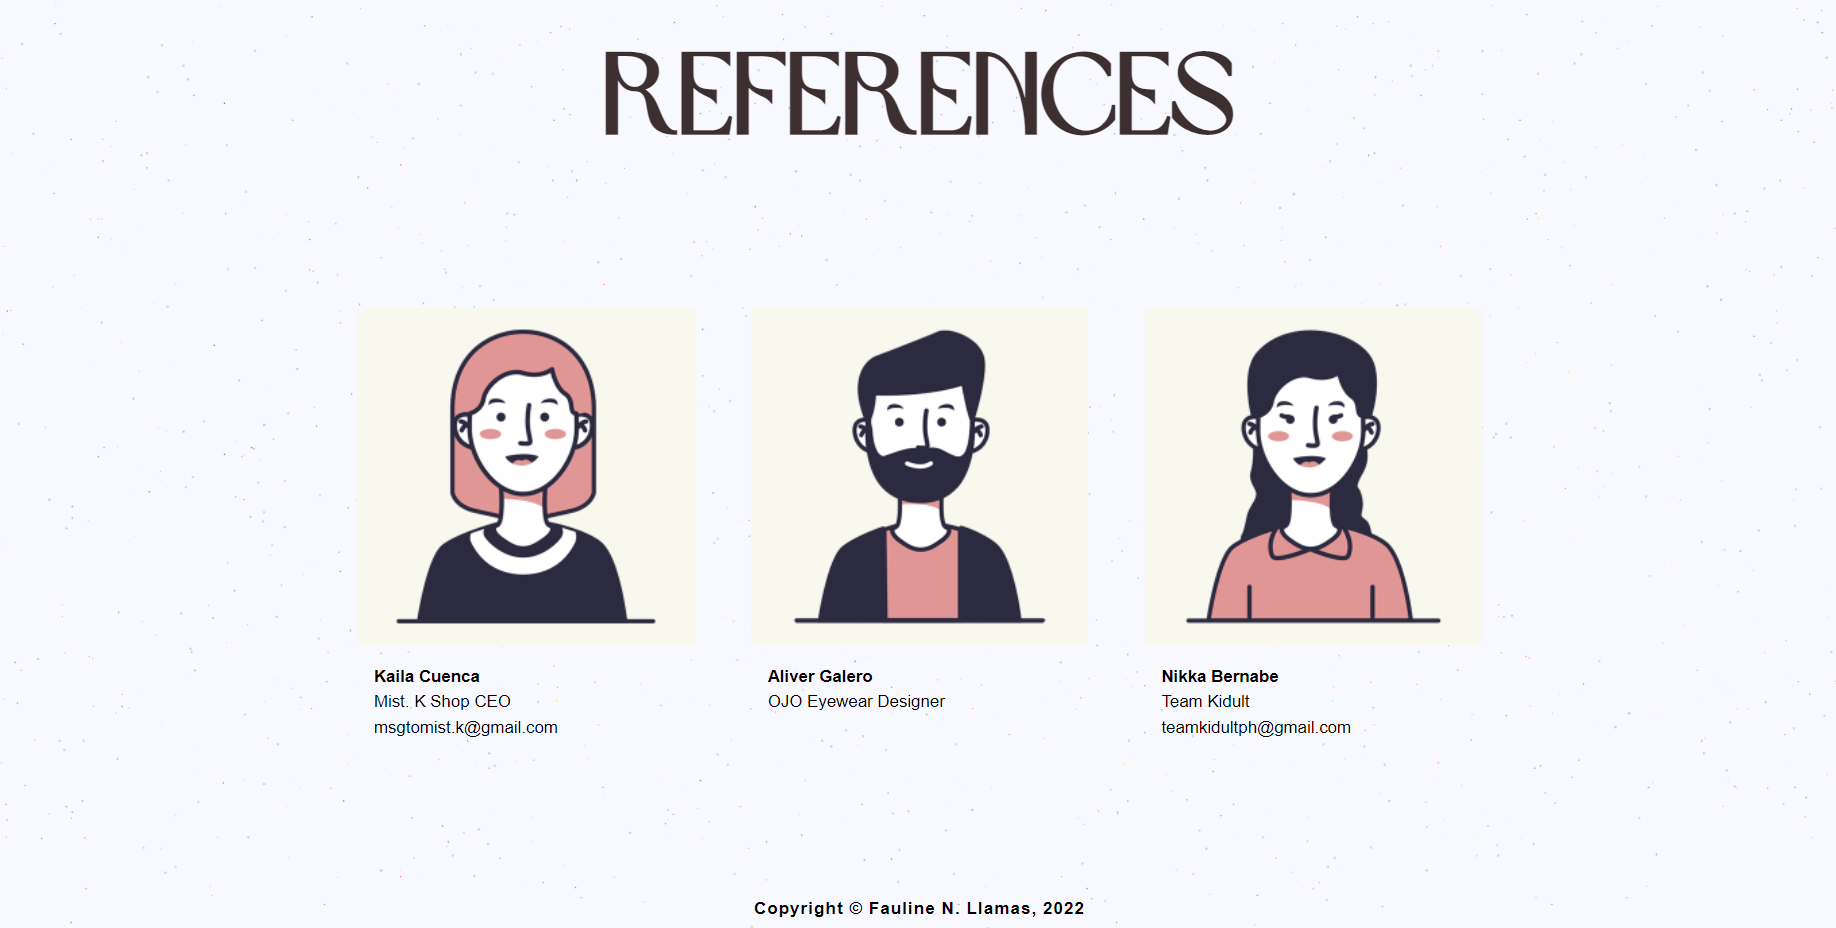 REFERENCES
Kaila Cuenca
Mist. K Shop CEO
msgtomist.k@gmail.com
Aliver Galero
OJO Eyewear Designer
Nikka Bernabe
Team Kidult
teamkidultph@gmail.com
Copyright © Fauline N. Llamas, 2022